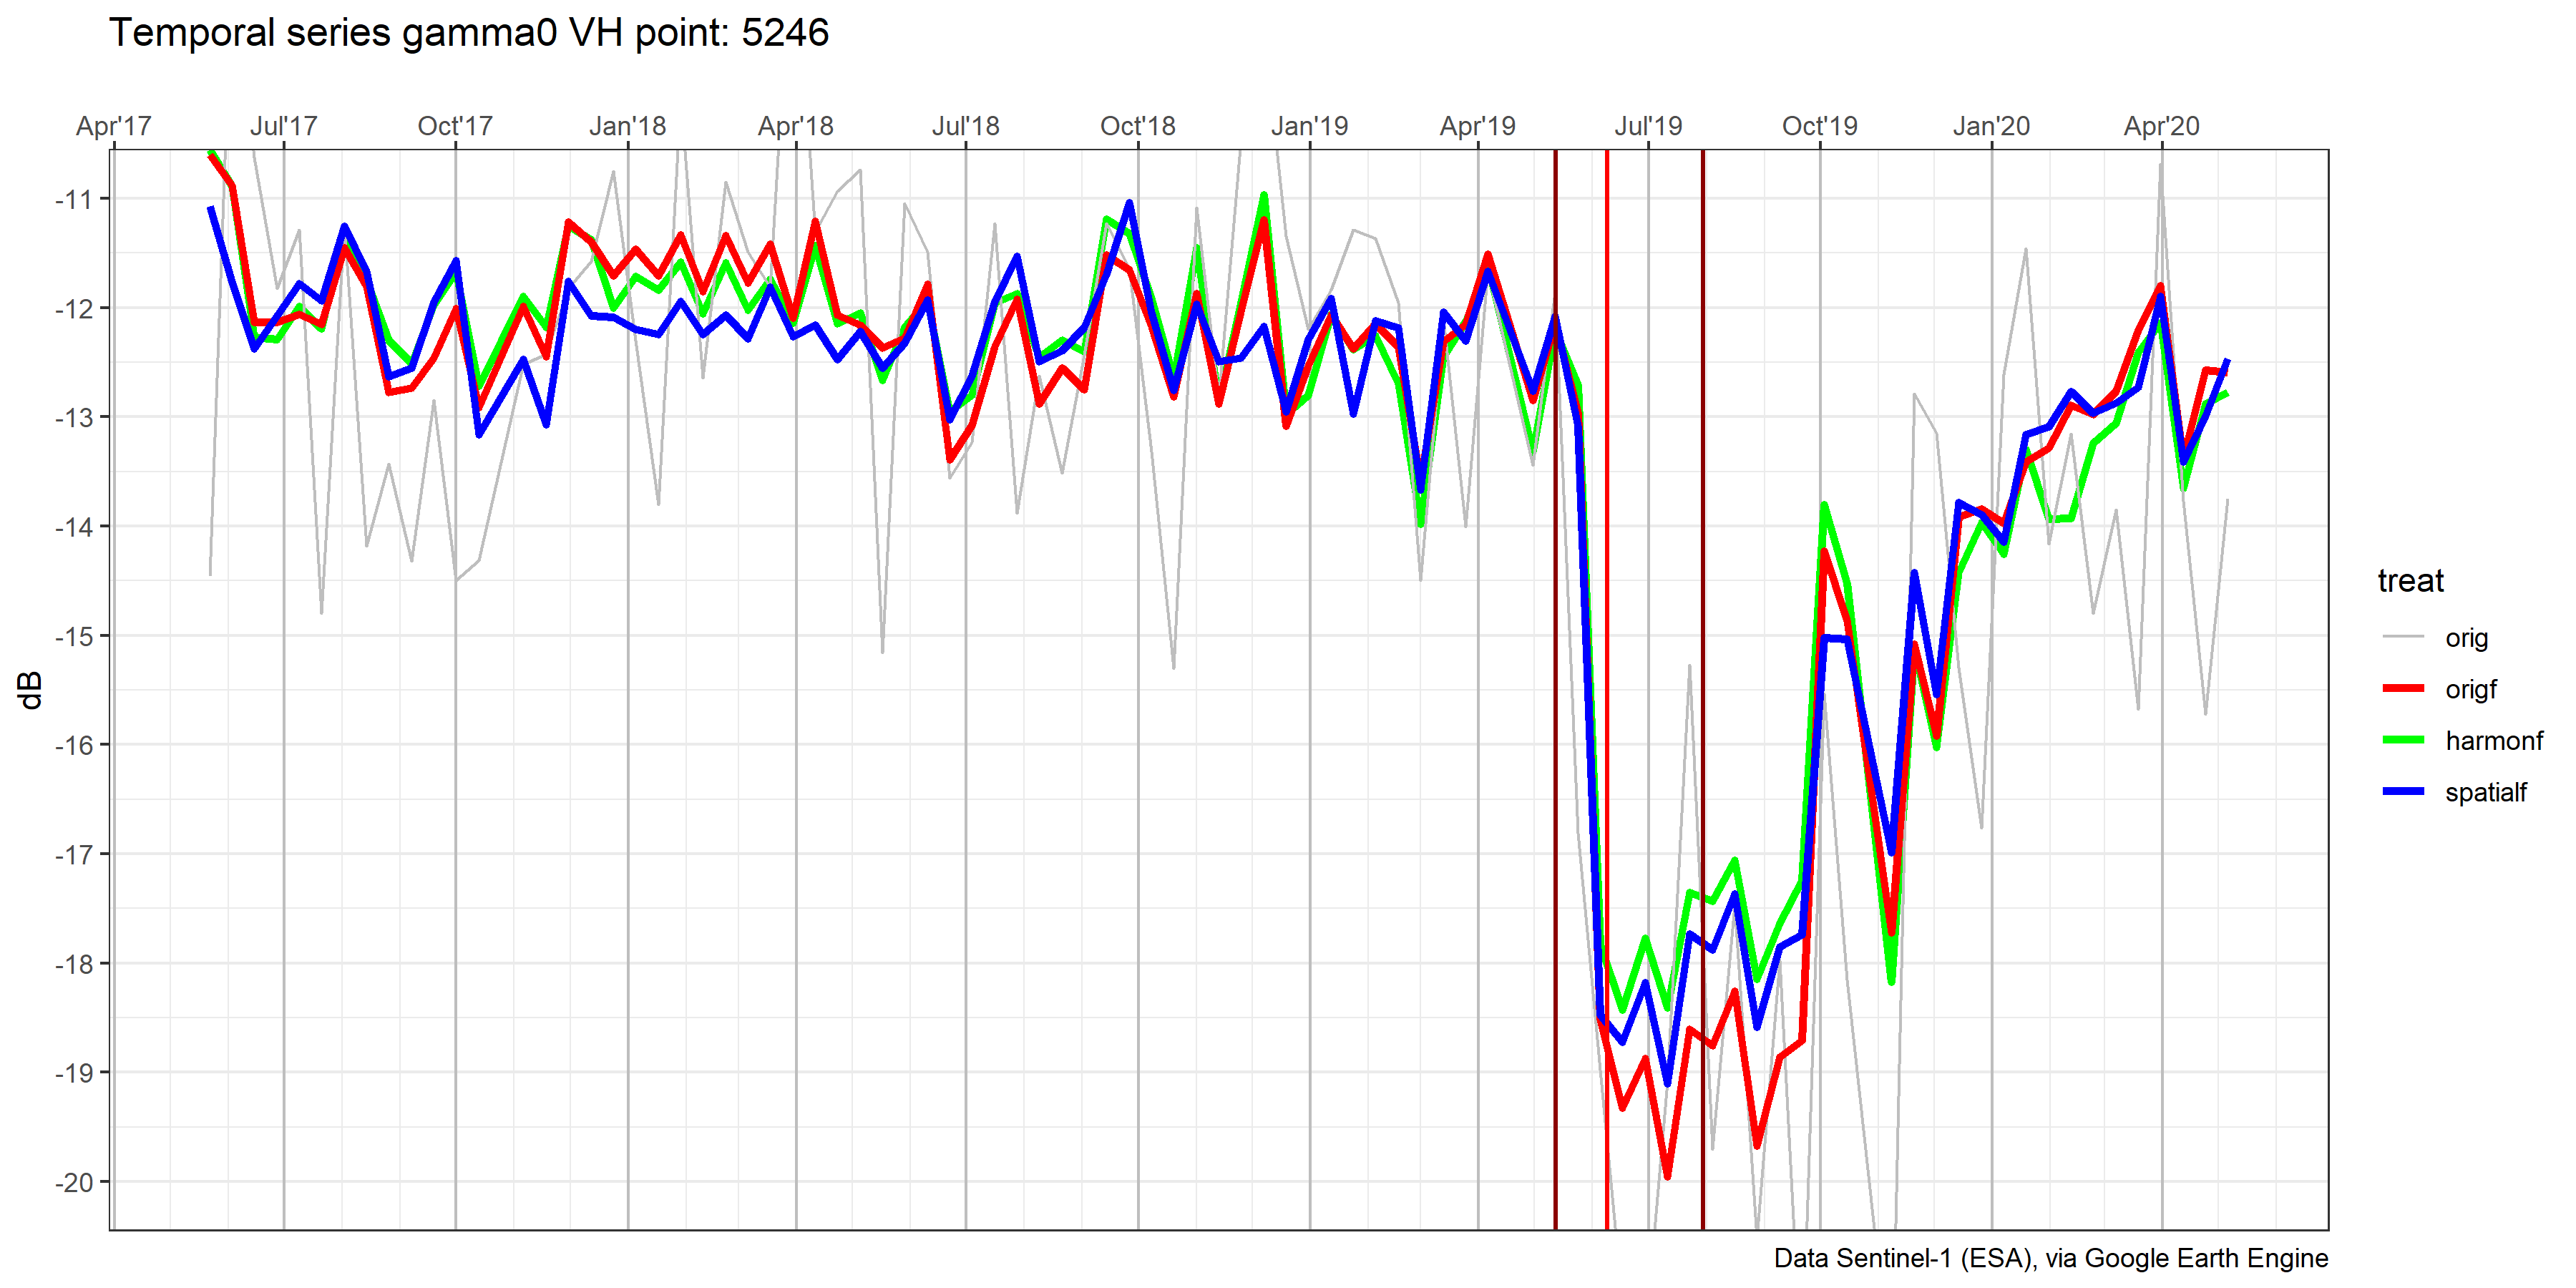 Temporal series gamma0 VH point: 5246
Apr'17 Jul'17 Oct'17 Jan'18 Apr'18 Jul'18 Oct'18 Jan'19 Apr'19 Jul'19 Oct'19 Jan'20 Apr'20
-11
-12
-13
-14
-15
-16
-17
-18
-19
-20
dB
treat
orig
origf
harmonf
spatialf
Data Sentinel-1 (ESA), via Google Earth Engine